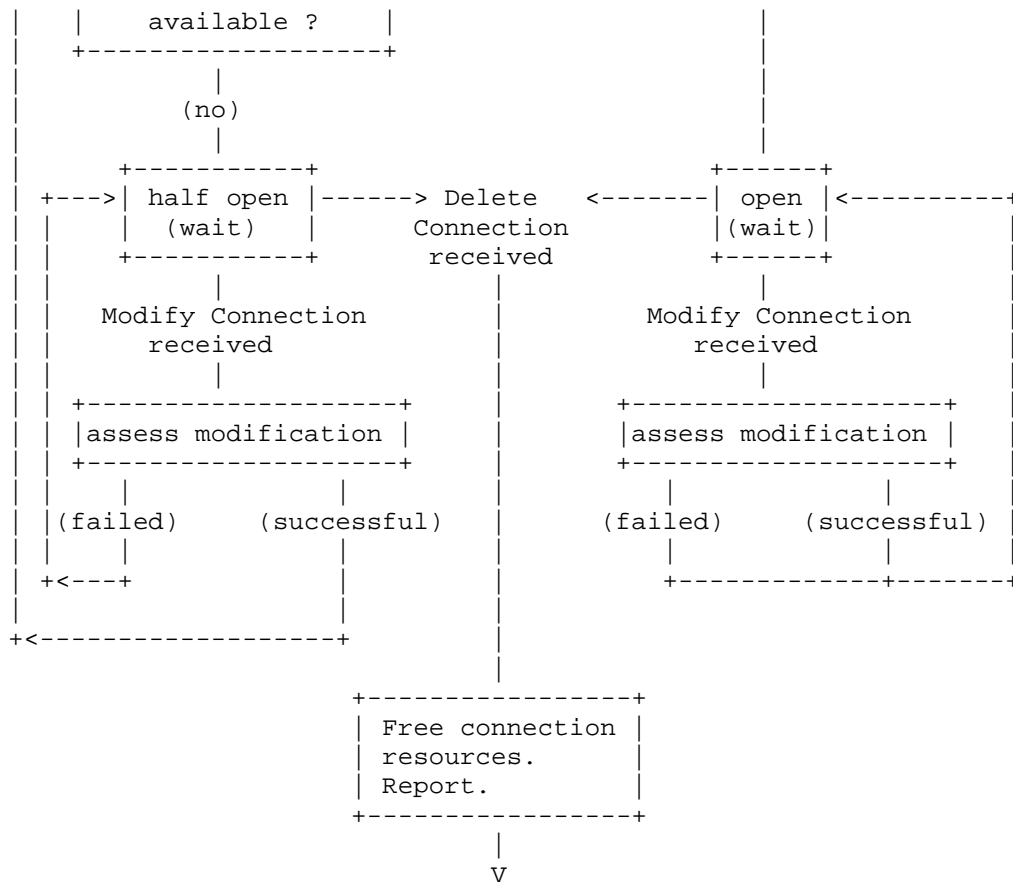 available ?
(no)
half open ------> Delete <------- open
(wait) Connection (wait)
received
Modify Connection Modify Connection
received received
assess modification assess modification
(failed) (successful) (failed) (successful)
Free connection
resources.
Report.
V